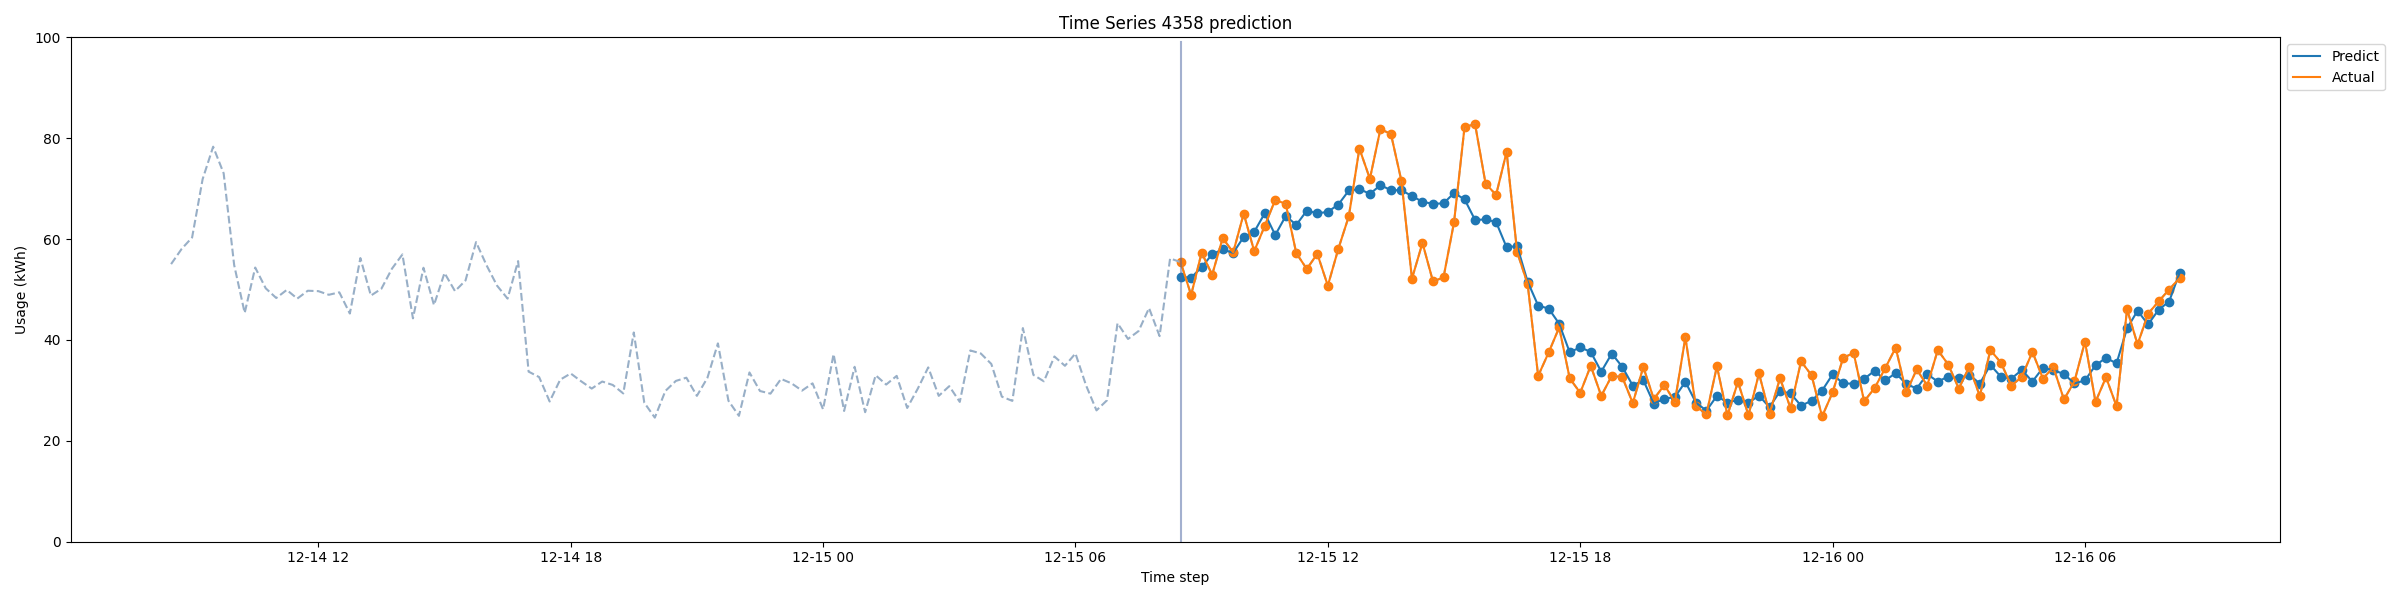 Time Series 4358 prediction
Usage (kWh)
100
80
60
40
20
0
12-14 12
12-14 18
12-15 00
12-15 06
12-15 12
12-15 18
12-16 00
12-16 06
Time step
Predict
Actual